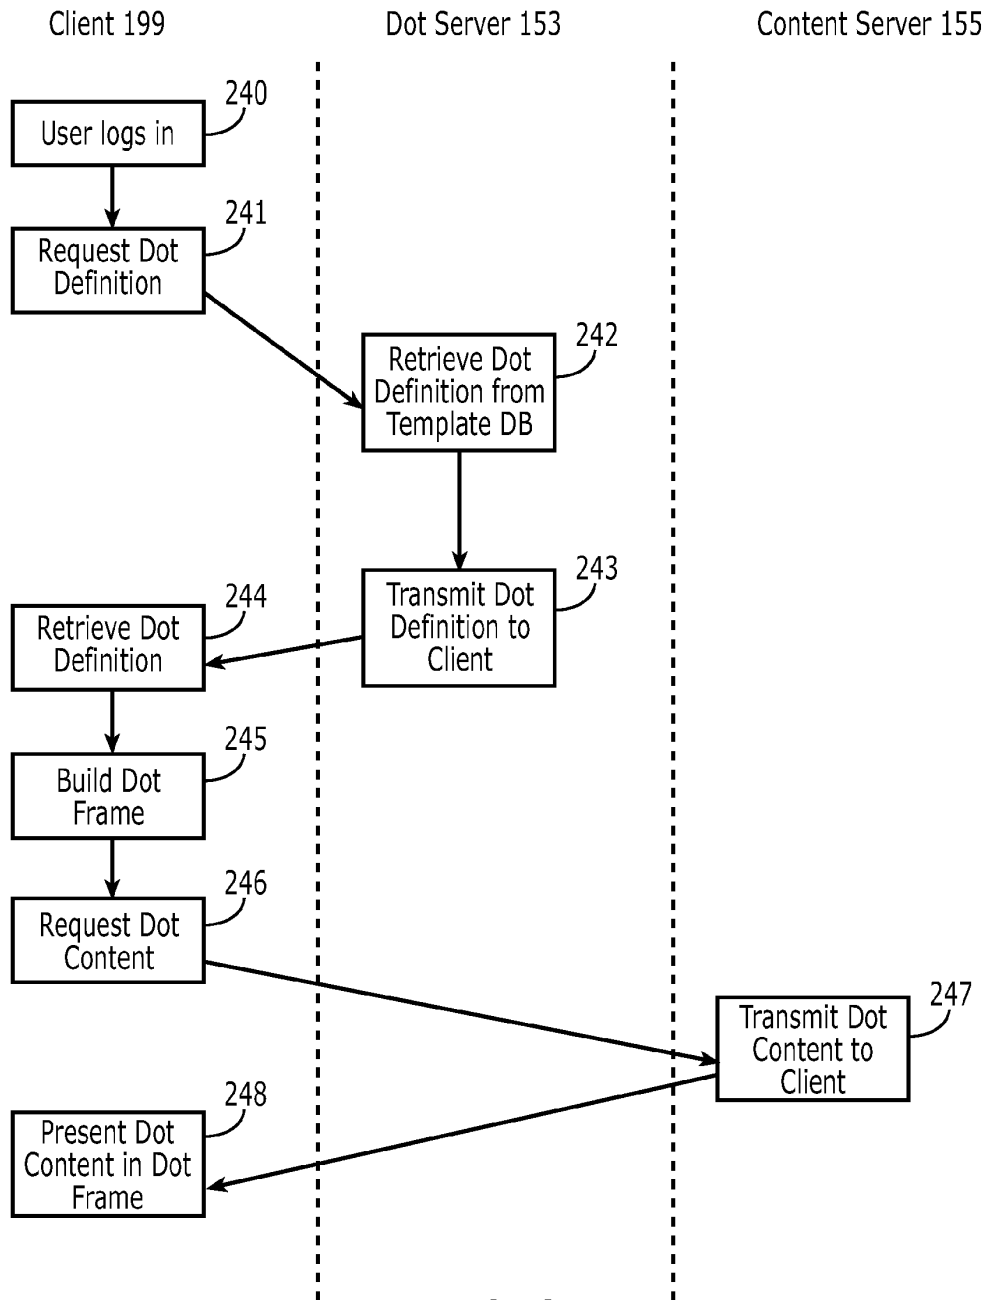 Client 199
Dot Server 153
Content Server 155
240
User logs in
241
Request Dot
Definition
242
Retrieve Dot
Definition from
Template DB
243
Transmit Dot
Definition to
Client
244
Retrieve Dot
Definition
245
Build Dot
Frame
246
Request Dot
Content
247
Transmit Dot
Content to
Client
248
Present Dot
Content in Dot
Frame